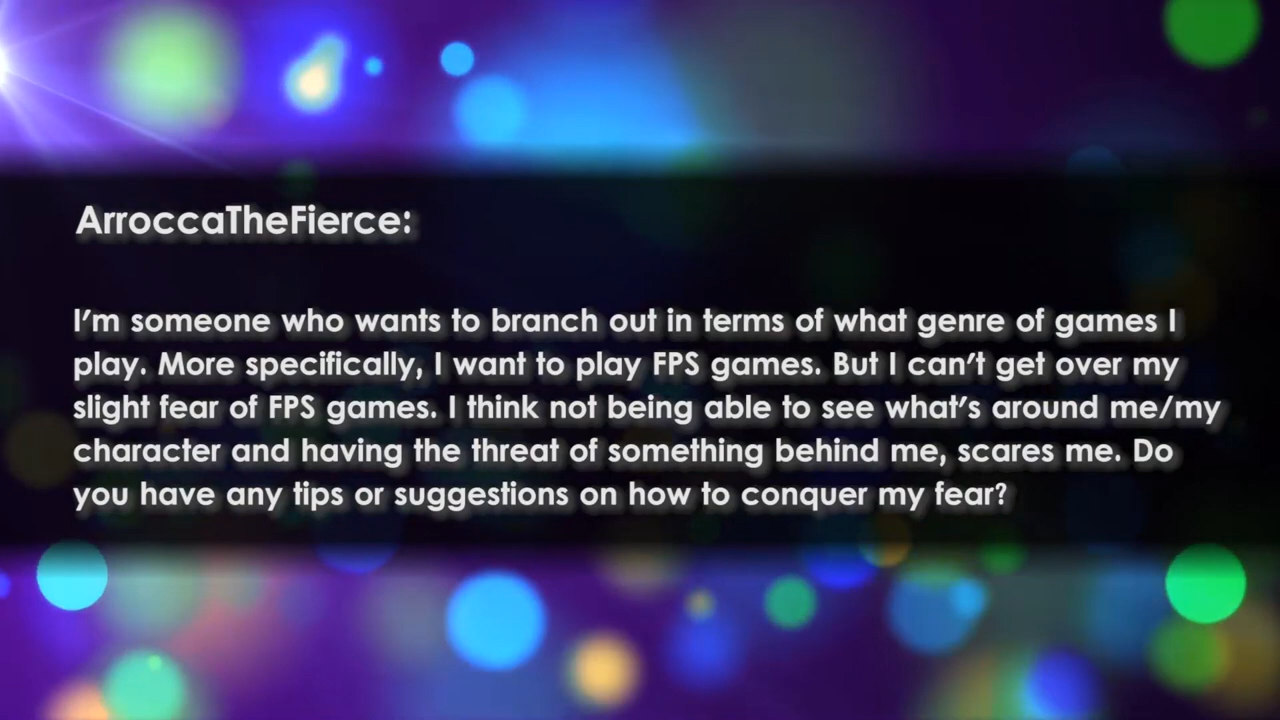 ArroccaTheFierce:
I'm someone who wants to branch out in terms of what genre of games I
play. More specifically, I want to play FPS games. But I can't get over my
slight fear of FPS games. I think not being able to see what's around me/my
character and having the threat of something behind me, scares me. Do
you have any tips or suggestions on how to conquer my fear?